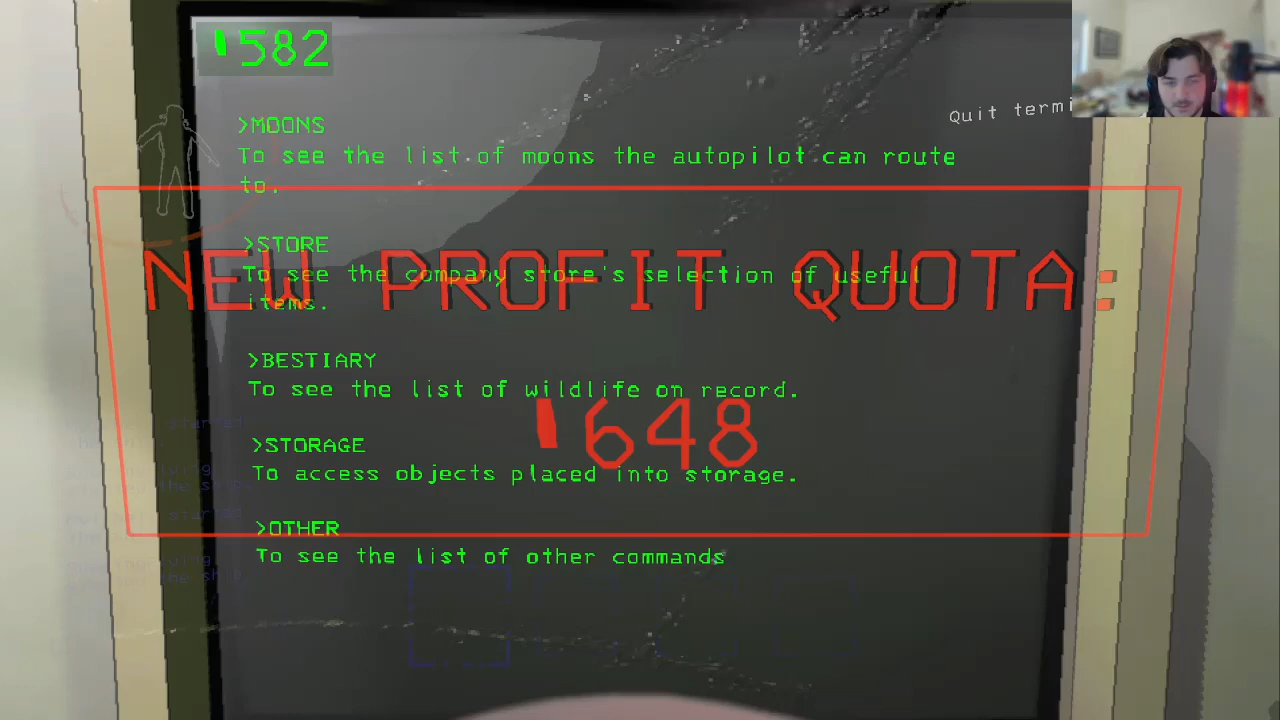 ▮582
Quit termi
>MOONS
To see the list of moons the autopilot can route
to.
>STORE
To see the company store's selection of useful
items.
NEW PROFIT QUOTA:
>BESTIARY
To see the list of wildlife on record.
▮648
>STORAGE
To access objects placed into storage.
>OTHER
To see the list of other commands